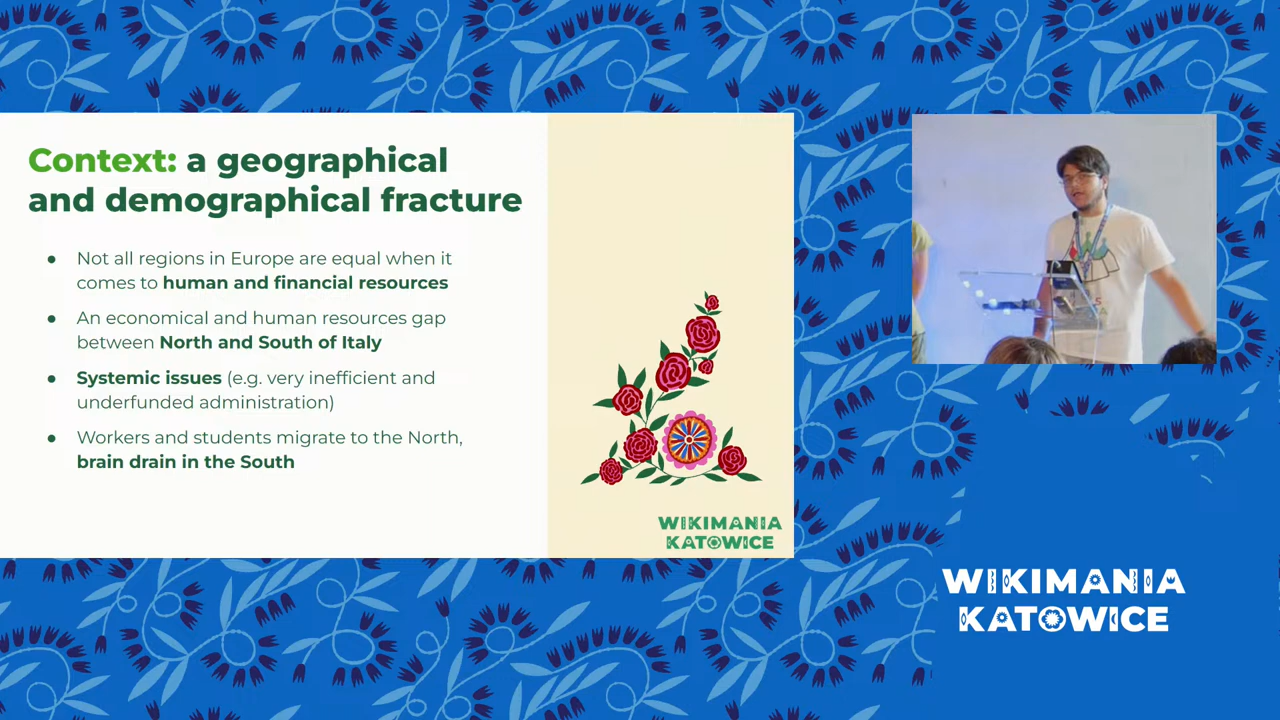 Context: a geographical
and demographical fracture
● Not all regions in Europe are equal when it
comes to human and financial resources
● An economical and human resources gap
between North and South of Italy
● Systemic issues (e.g. very inefficient and
underfunded administration)
● Workers and students migrate to the North,
brain drain in the South
WIKIMANIA
KATOWICE
WIKIMANIA
KATOWICE